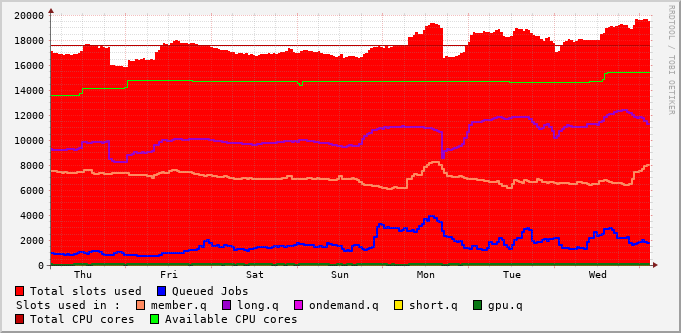 RRDTOOL / TOBI OETIKER
20000
18000
16000
14000
12000
10000
8000
6000
4000
2000
0
Thu Fri Sat Sun Mon Tue Wed
Total slots used Queued Jobs
Slots used in : member.q long.q ondemand.q short.q gpu.q
Total CPU cores Available CPU cores